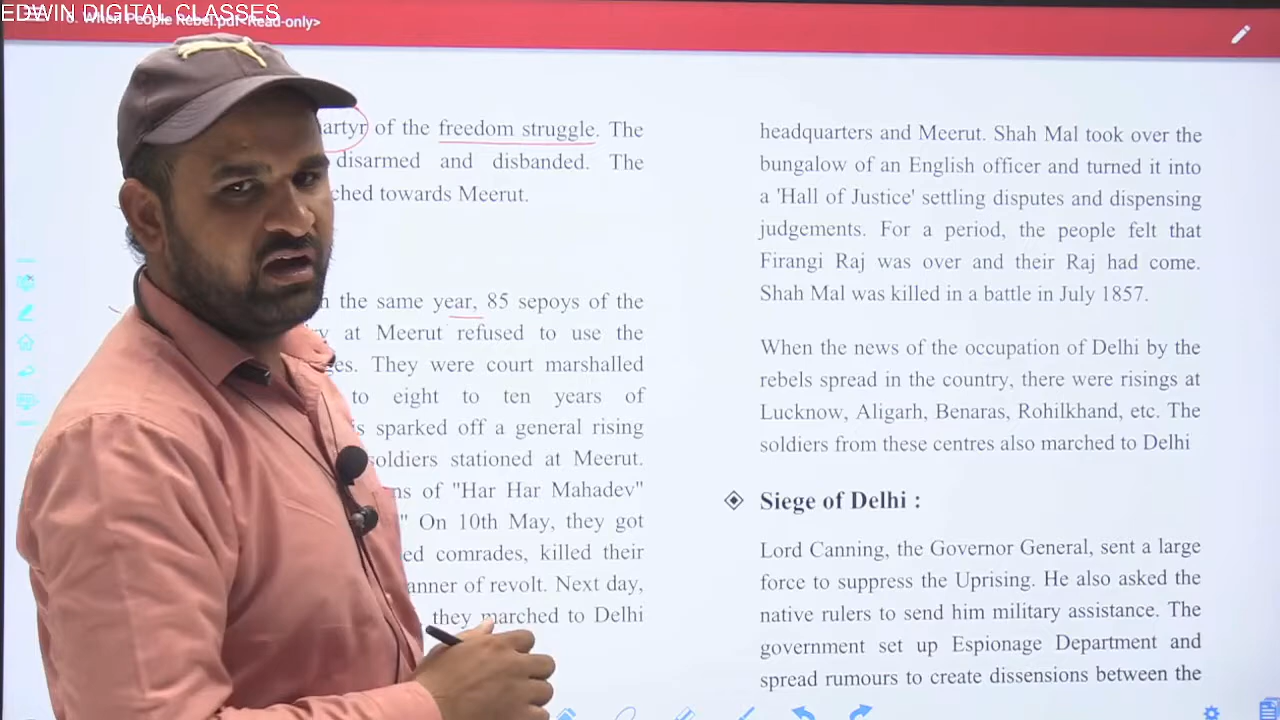 EDWIN DIGITAL CLASSES
When People Rebel.pdf<Read-only>
of the freedom struggle. The
disarmed and disbanded. The
towards Meerut.
the same year, 85 sepoys of the
at Meerut refused to use the
They were court marshalled
to eight to ten years of
sparked off a general rising
soldiers stationed at Meerut.
of "Har Har Mahadev"
" On 10th May, they got
comrades, killed their
of revolt. Next day,
they marched to Delhi
headquarters and Meerut. Shah Mal took over the
bungalow of an English officer and turned it into
a 'Hall of Justice' settling disputes and dispensing
judgements. For a period, the people felt that
Firangi Raj was over and their Raj had come.
Shah Mal was killed in a battle in July 1857.
When the news of the occupation of Delhi by the
rebels spread in the country, there were risings at
Lucknow, Aligarh, Benaras, Rohilkhand, etc. The
soldiers from these centres also marched to Delhi
Siege of Delhi :
Lord Canning, the Governor General, sent a large
force to suppress the Uprising. He also asked the
native rulers to send him military assistance. The
government set up Espionage Department and
spread rumours to create dissensions between the